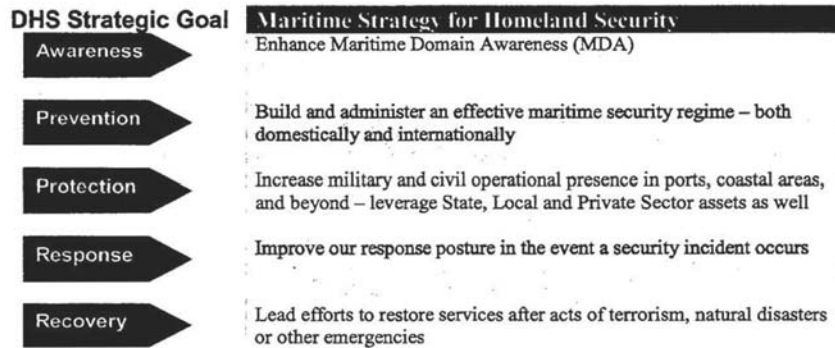 DHS Strategic Goal
Maritime Strategy for Homeland Security
Awareness
Enhance Maritime Domain Awareness (MDA)
Prevention
Build and administer an effective maritime security regime – both
domestically and internationally
Protection
Increase military and civil operational presence in ports, coastal areas,
and beyond – leverage State, Local and Private Sector assets as well
Response
Improve our response posture in the event a security incident occurs
Recovery
Lead efforts to restore services after acts of terrorism, natural disasters
or other emergencies